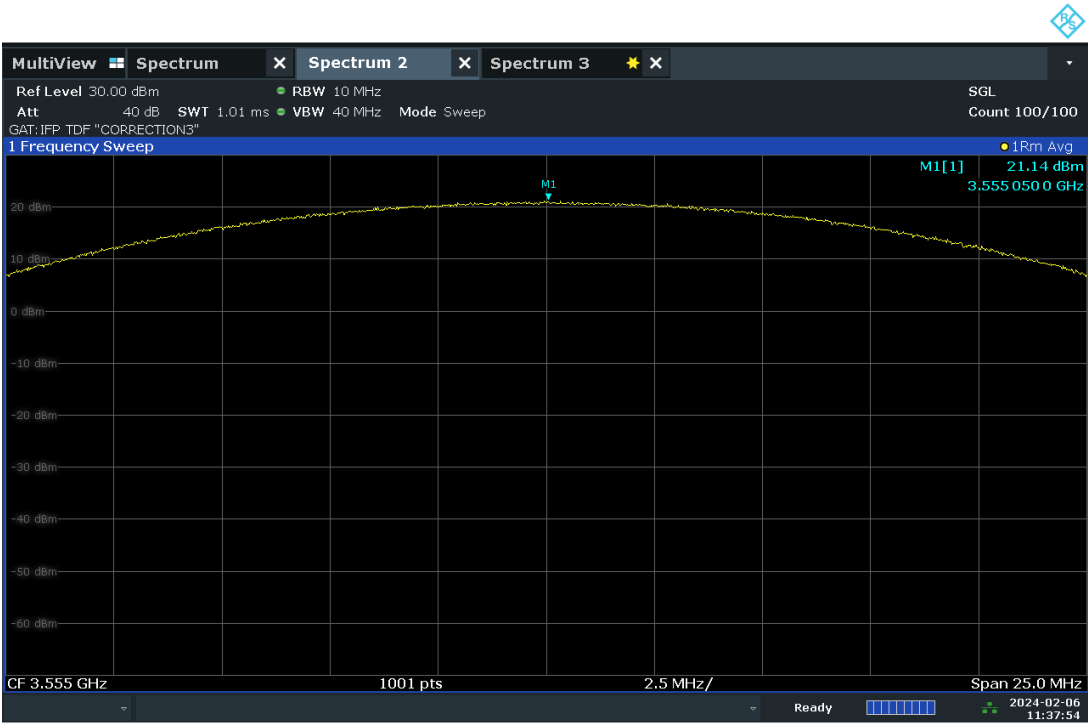 R/S
MultiView Spectrum Spectrum 2 Spectrum 3
Ref Level 30.00 dBm RBW 10 MHz SGL
Att 40 dB SWT 1.01 ms VBW 40 MHz Mode Sweep Count 100/100
GAT:IFP TDF "CORRECTION3"
1 Frequency Sweep 1Rm Avg
M1[1] 21.14 dBm
3.555 050 0 GHz
M1
20 dBm
10 dBm
0 dBm
-10 dBm
-20 dBm
-30 dBm
-40 dBm
-50 dBm
-60 dBm
CF 3.555 GHz 1001 pts 2.5 MHz/ Span 25.0 MHz
Ready 2024-02-06
11:37:54